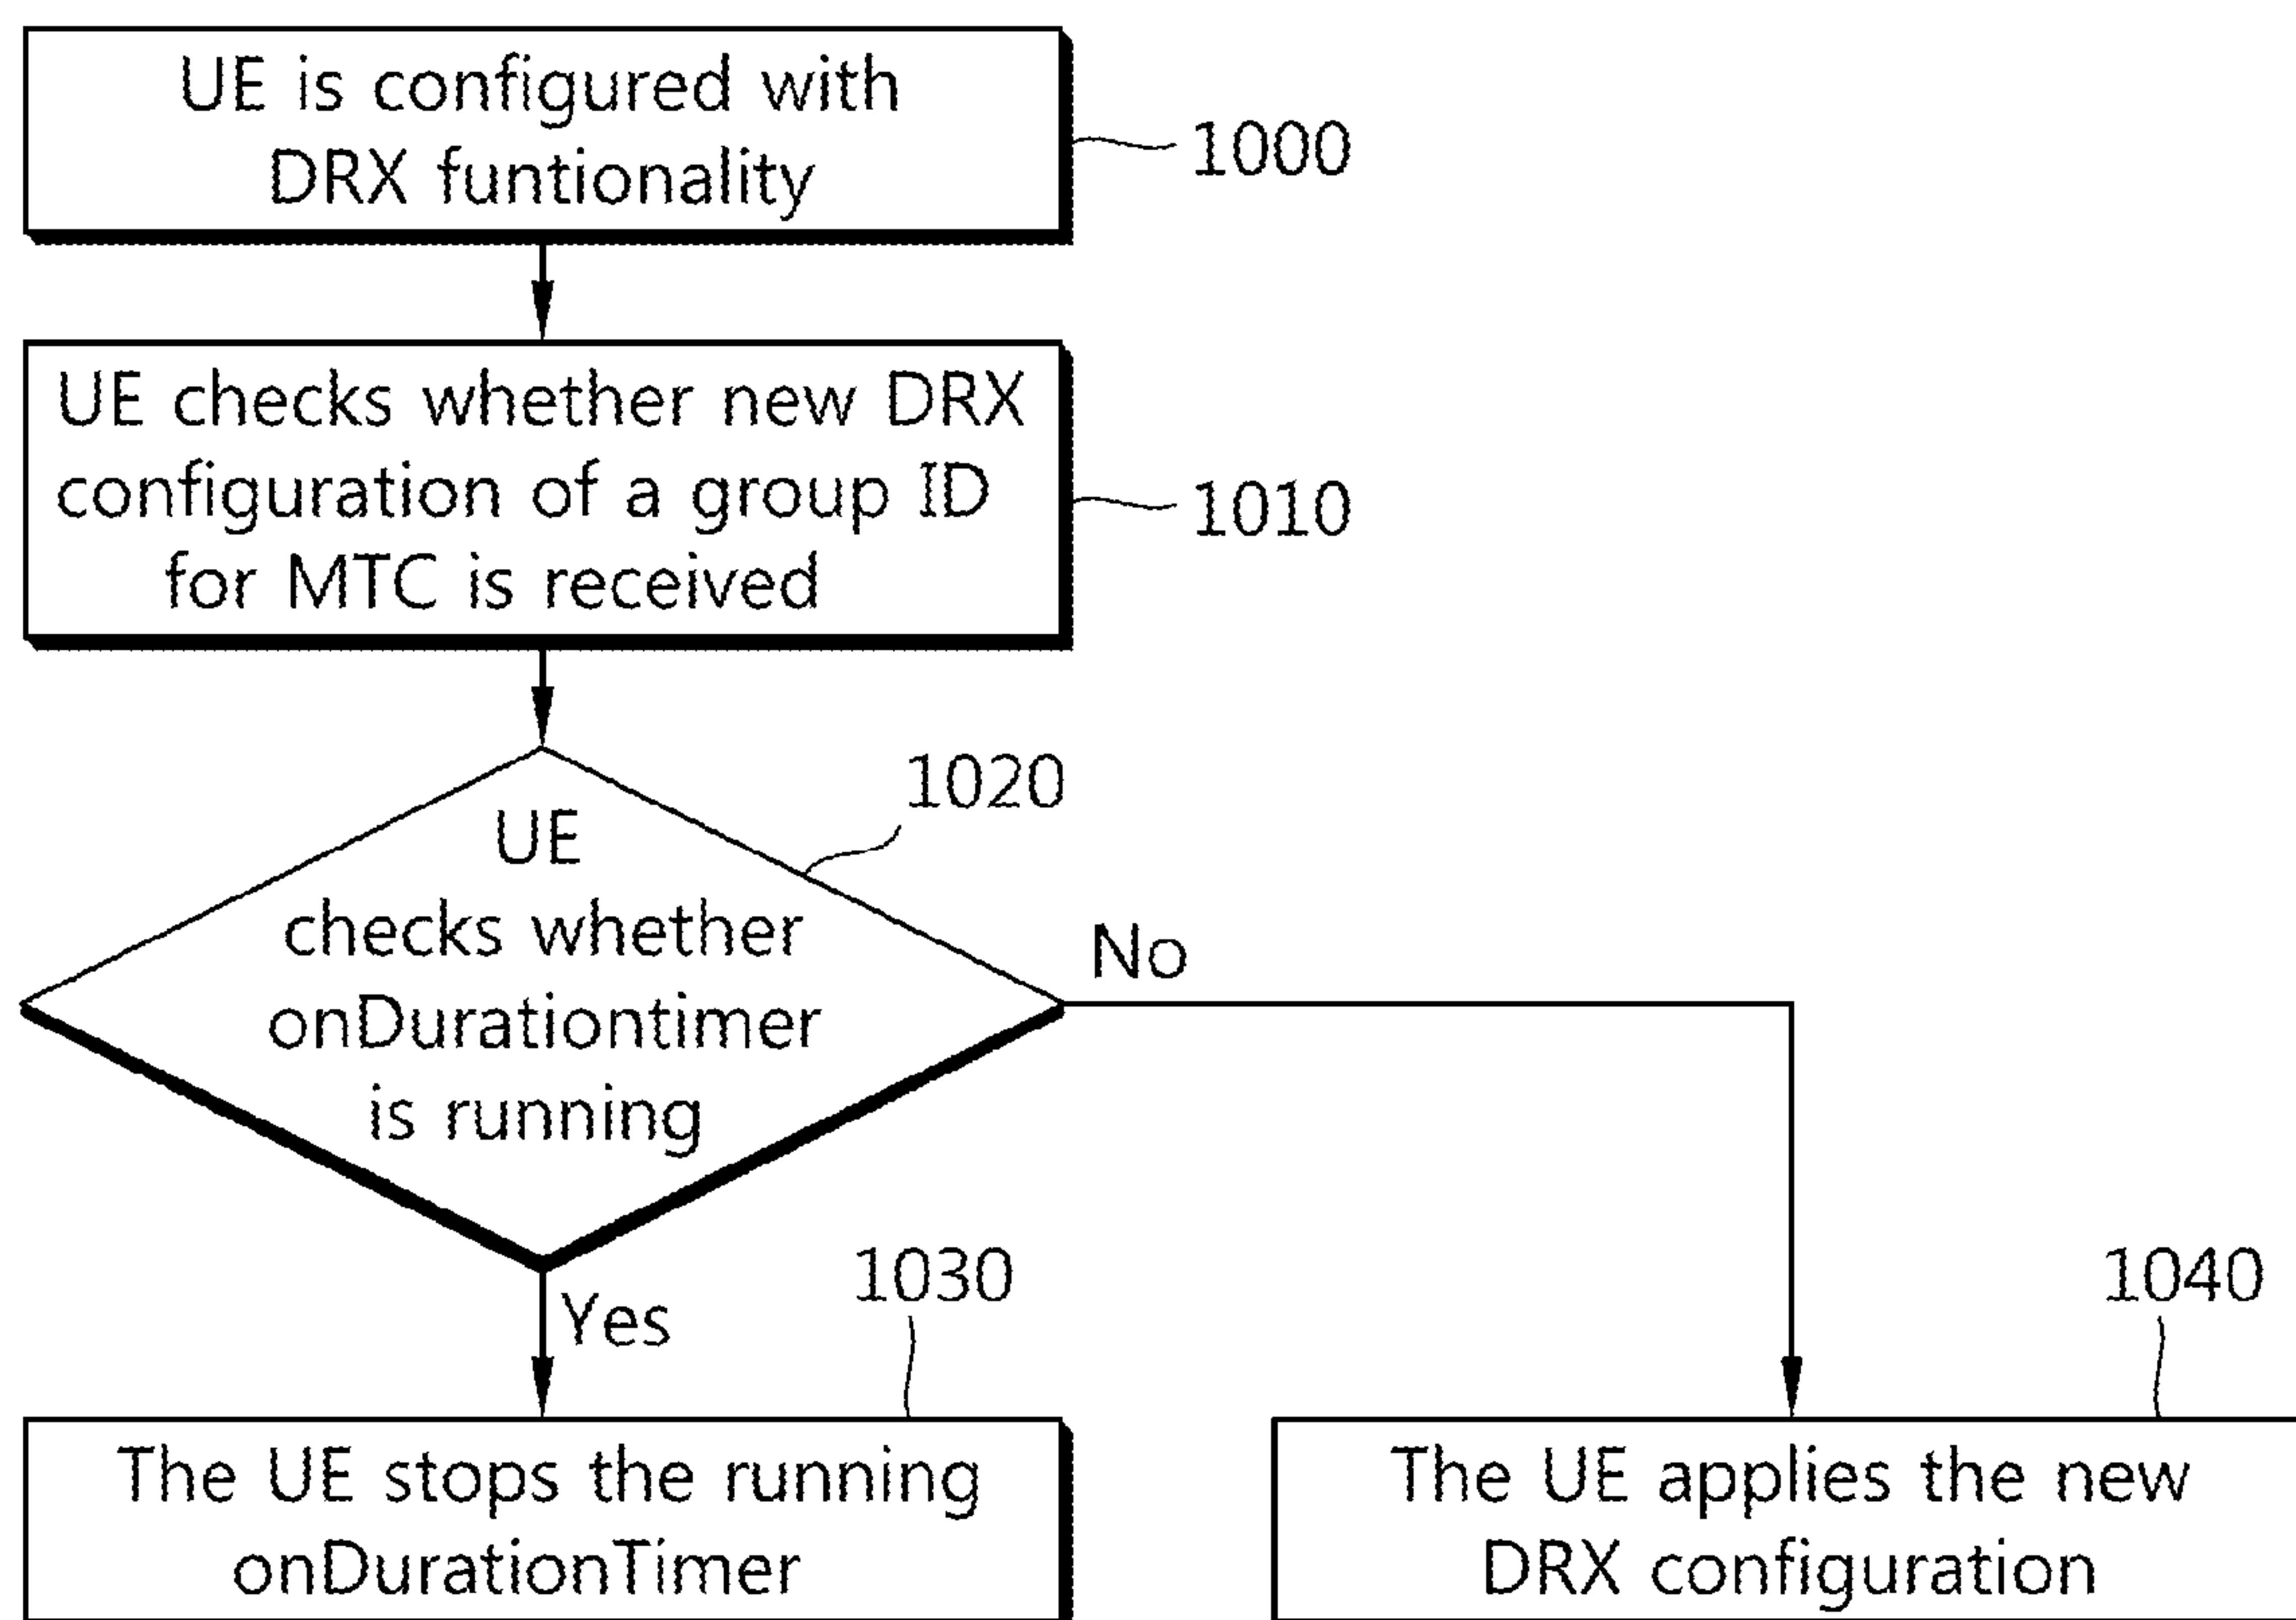 UE is configured with
DRX funtionality
1000
UE checks whether new DRX
configuration of a group ID
for MTC is received
1010
1020
UE
checks whether
onDurationtimer
is running
No
Yes
1030
1040
The UE stops the running
onDurationTimer
The UE applies the new
DRX configuration